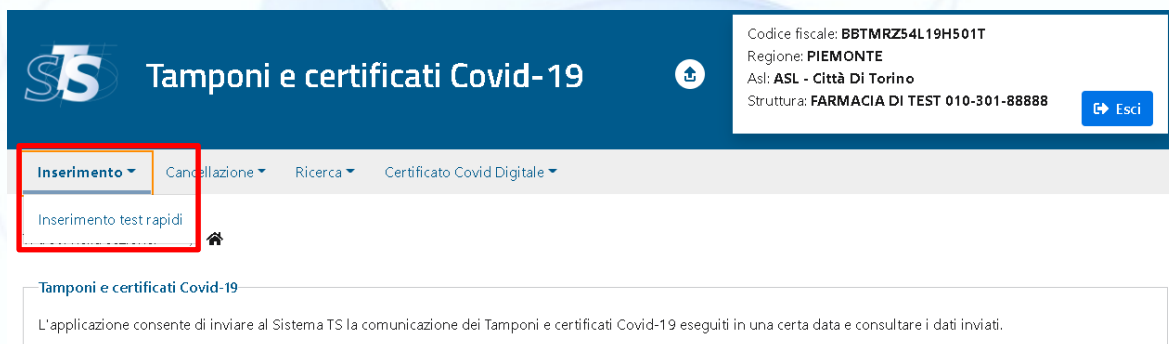 Codice fiscale: BBTMRZ54L19H501T
Regione: PIEMONTE
Asl: ASL - Città Di Torino
Struttura: FARMACIA DI TEST 010-301-88888
Esci
STS
Tamponi e certificati Covid-19
Inserimento Cancellazione Ricerca Certificato Covid Digitale
Inserimento test rapidi
Tamponi e certificati Covid-19
L'applicazione consente di inviare al Sistema TS la comunicazione dei Tamponi e certificati Covid-19 eseguiti in una certa data e consultare i dati inviati.